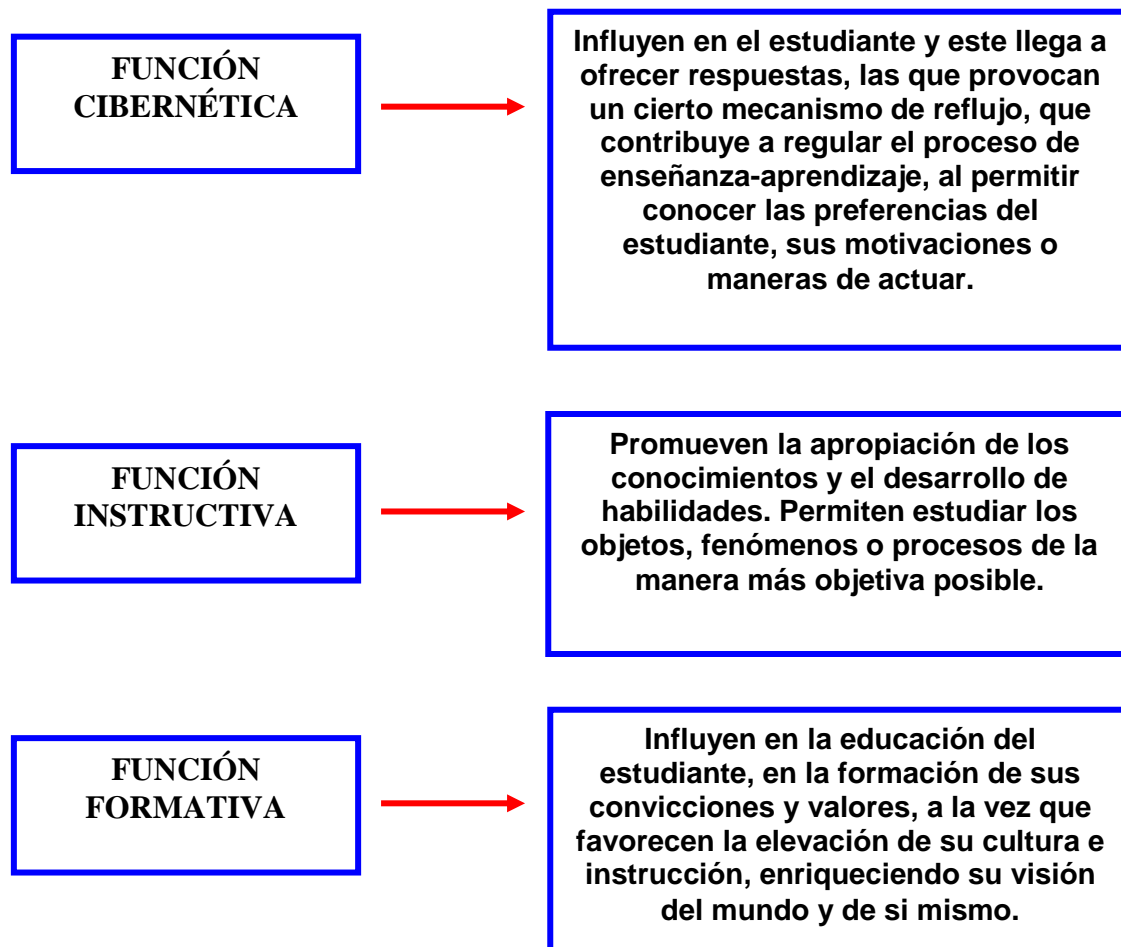 FUNCIÓN
CIBERNÉTICA
Influyen en el estudiante y este llega a
ofrecer respuestas, las que provocan
un cierto mecanismo de reflujo, que
contribuye a regular el proceso de
enseñanza-aprendizaje, al permitir
conocer las preferencias del
estudiante, sus motivaciones o
maneras de actuar.
FUNCIÓN
INSTRUCTIVA
Promueven la apropiación de los
conocimientos y el desarrollo de
habilidades. Permiten estudiar los
objetos, fenómenos o procesos de la
manera más objetiva posible.
FUNCIÓN
FORMATIVA
Influyen en la educación del
estudiante, en la formación de sus
convicciones y valores, a la vez que
favorecen la elevación de su cultura e
instrucción, enriqueciendo su visión
del mundo y de si mismo.